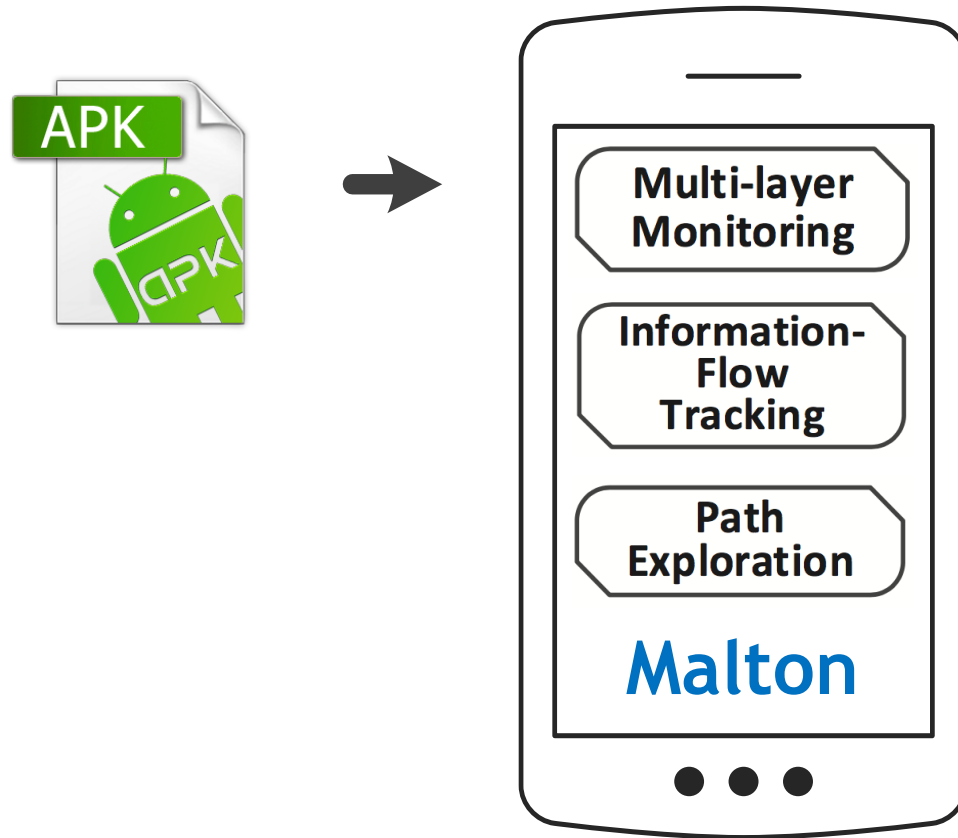 APK
APK
Multi-layer
Monitoring
Information-
Flow
Tracking
Path
Exploration
Malton